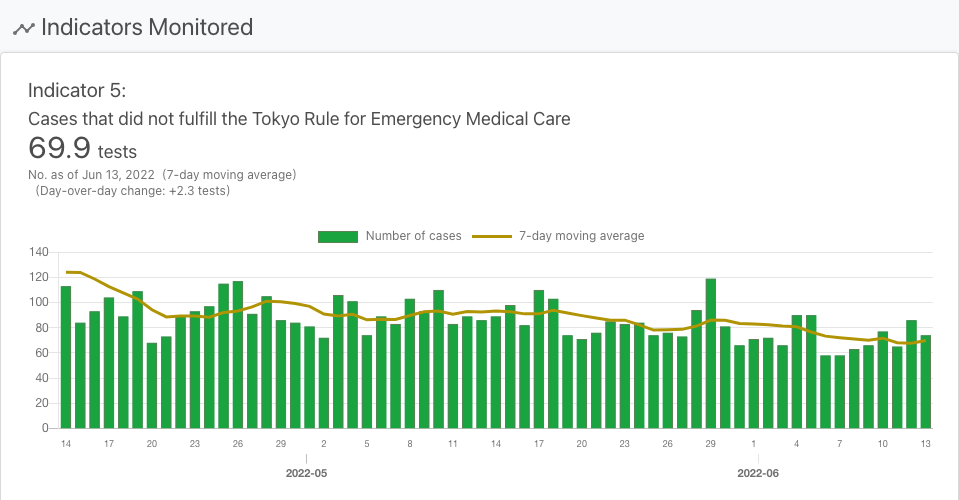 Indicators Monitored
Indicator 5:
Cases that did not fulfill the Tokyo Rule for Emergency Medical Care
69.9 tests
No. as of Jun 13, 2022 (7-day moving average)
(Day-over-day change: +2.3 tests)
Number of cases 7-day moving average
140
120
100
80
60
40
20
0
14 17 20 23 26 29 2 5 8 11 14 17 20 23 26 29 1 4 7 10 13
2022-05 2022-06